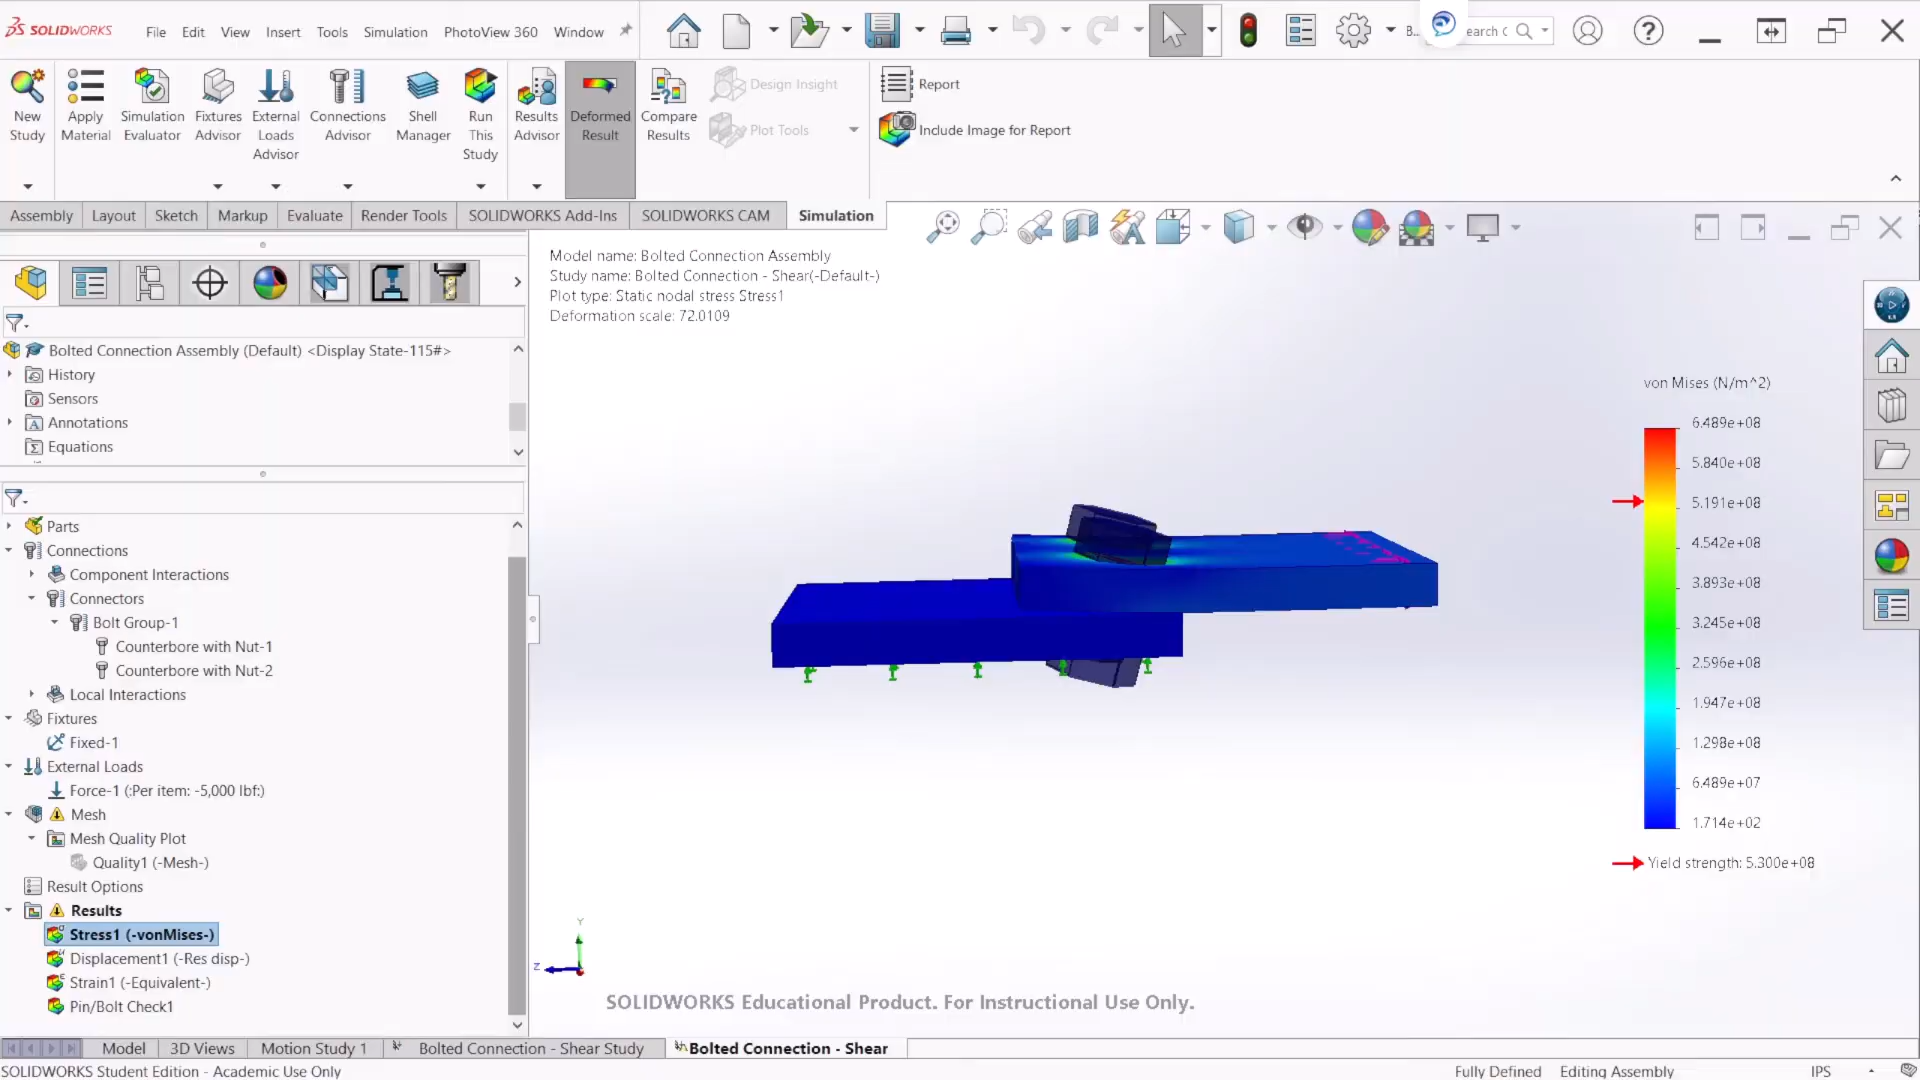 SOLIDWORKS
File Edit View Insert Tools Simulation PhotoView 360 Window
New Study
Apply Material
Simulation Evaluator
Fixtures Advisor
External Loads Advisor
Connections Advisor
Shell Manager
Run This Study
Results Advisor
Deformed Result
Compare Results
Design Insight
Plot Tools
Report
Include Image for Report
Assembly Layout Sketch Markup Evaluate Render Tools SOLIDWORKS Add-Ins SOLIDWORKS CAM Simulation
Model name: Bolted Connection Assembly
Study name: Bolted Connection - Shear(-Default-)
Plot type: Static nodal stress Stress1
Deformation scale: 72.0109
Bolted Connection Assembly (Default) <Display State-115#>
History
Sensors
Annotations
Equations
Parts
Connections
Component Interactions
Connectors
Bolt Group-1
Counterbore with Nut-1
Counterbore with Nut-2
Local Interactions
Fixtures
Fixed-1
External Loads
Force-1 (:Per item: -5,000 lbf:)
Mesh
Mesh Quality Plot
Quality1 (-Mesh-)
Result Options
Results
Stress1 (-vonMises-)
Displacement1 (-Res disp-)
Strain1 (-Equivalent-)
Pin/Bolt Check1
von Mises (N/m^2)
6.489e+08
5.840e+08
5.191e+08
4.542e+08
3.893e+08
3.245e+08
2.596e+08
1.947e+08
1.298e+08
6.489e+07
1.714e+02
Yield strength: 5.300e+08
Y
Z
SOLIDWORKS Educational Product. For Instructional Use Only.
Model 3D Views Motion Study 1 Bolted Connection - Shear Study Bolted Connection - Shear
SOLIDWORKS Student Edition - Academic Use Only
Fully Defined Editing Assembly IPS